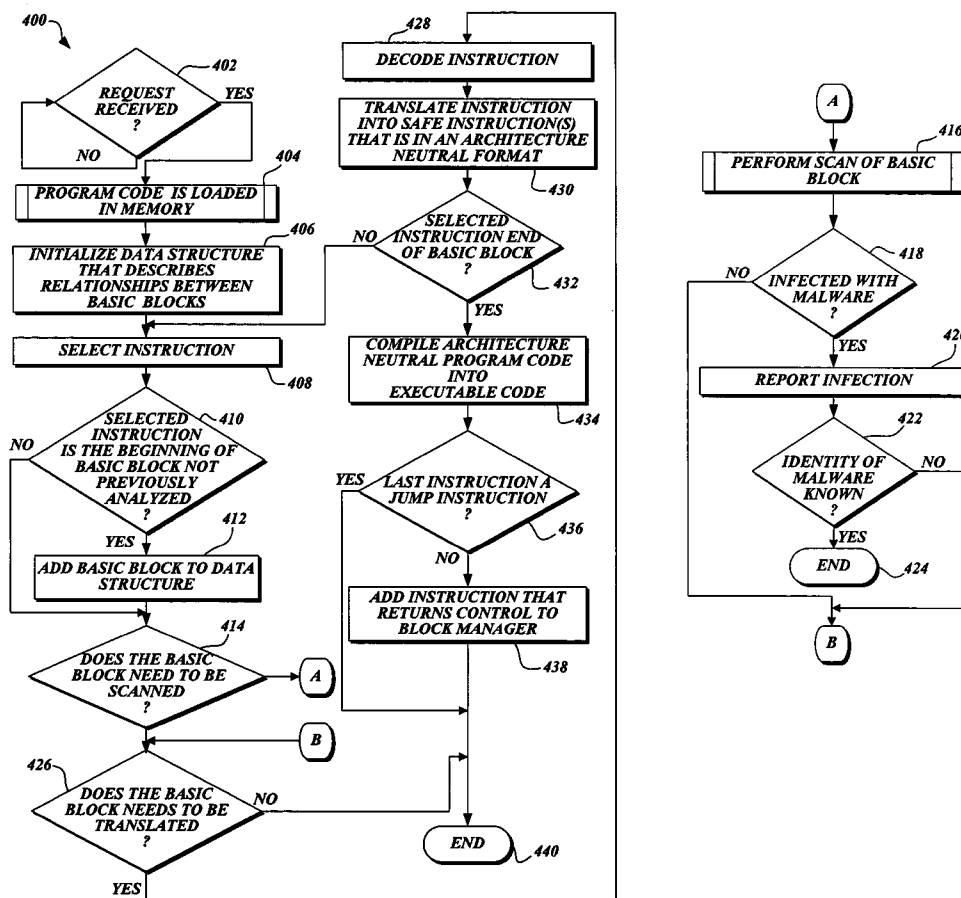 400
402
REQUEST
RECEIVED
?
YES
NO
404
PROGRAM CODE IS LOADED
IN MEMORY
406
INITIALIZE DATA STRUCTURE
THAT DESCRIBES
RELATIONSHIPS BETWEEN
BASIC BLOCKS
SELECT INSTRUCTION
408
410
SELECTED
INSTRUCTION
IS THE BEGINNING OF
BASIC BLOCK NOT
PREVIOUSLY
ANALYZED
?
NO
YES
412
ADD BASIC BLOCK TO DATA
STRUCTURE
414
DOES THE BASIC
BLOCK NEED TO BE
SCANNED
?
A
B
426
DOES THE BASIC
BLOCK NEEDS TO BE
TRANSLATED
?
NO
YES
428
DECODE INSTRUCTION
TRANSLATE INSTRUCTION
INTO SAFE INSTRUCTION(S)
THAT IS IN AN ARCHITECTURE
NEUTRAL FORMAT
430
SELECTED
INSTRUCTION END
OF BASIC BLOCK
?
NO
432
YES
COMPILE ARCHITECTURE
NEUTRAL PROGRAM CODE
INTO
EXECUTABLE CODE
434
YES
LAST INSTRUCTION A
JUMP INSTRUCTION
?
436
NO
ADD INSTRUCTION THAT
RETURNS CONTROL TO
BLOCK MANAGER
438
END
440
A
416
PERFORM SCAN OF BASIC
BLOCK
418
NO
INFECTED WITH
MALWARE
?
YES
REPORT INFECTION
422
IDENTITY OF
MALWARE
KNOWN
?
NO
YES
END
424
B